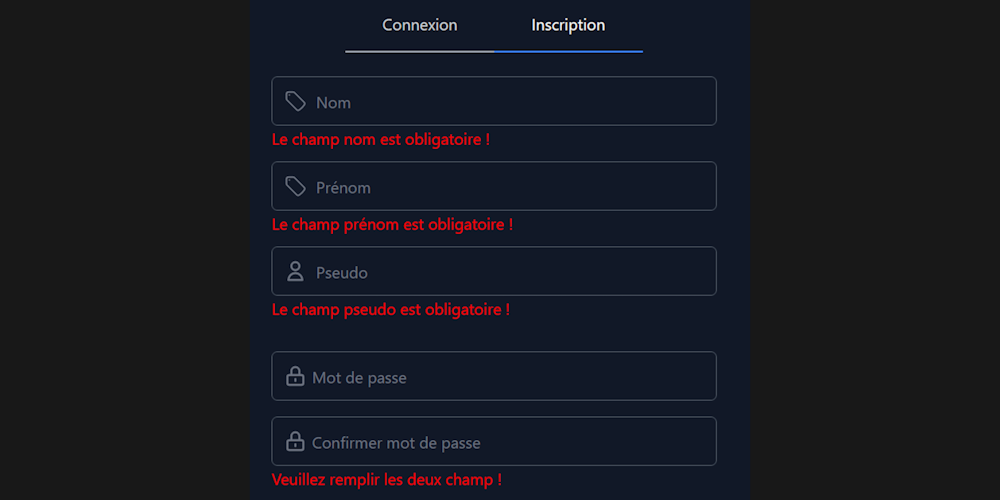 Connexion Inscription
Nom
Le champ nom est obligatoire !
Prénom
Le champ prénom est obligatoire !
Pseudo
Le champ pseudo est obligatoire !
Mot de passe
Confirmer mot de passe
Veuillez remplir les deux champ !